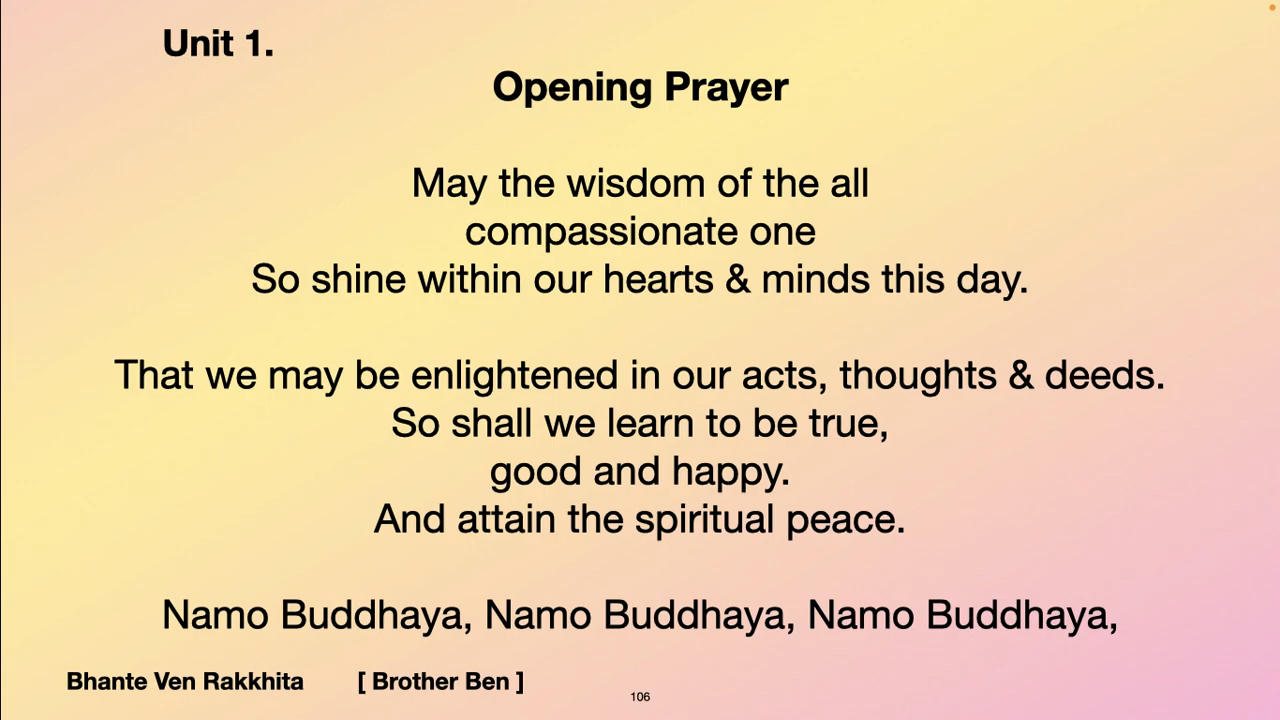 Unit 1.
Opening Prayer
May the wisdom of the all
compassionate one
So shine within our hearts & minds this day.
That we may be enlightened in our acts, thoughts & deeds.
So shall we learn to be true,
good and happy.
And attain the spiritual peace.
Namo Buddhaya, Namo Buddhaya, Namo Buddhaya,
Bhante Ven Rakkhita [ Brother Ben ]
106